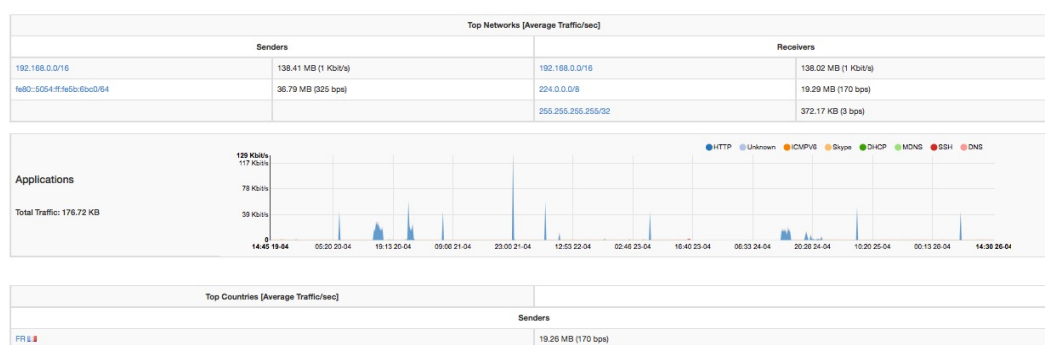 Top Networks [Average Traffic/sec]
Senders Receivers
192.168.0.0/16 138.41 MB (1 Kbit/s) 192.168.0.0/16 138.02 MB (1 Kbit/s)
fe80::5054:ff:fe5b:6bc0/64 36.79 MB (325 bps) 224.0.0.0/8 19.29 MB (170 bps)
255.255.255.255/32 372.17 KB (3 bps)
HTTP Unknown ICMPV6 Skype DHCP MDNS SSH DNS
129 Kbit/s
117 Kbit/s
Applications
78 Kbit/s
Total Traffic: 176.72 KB
39 Kbit/s
0
14:45 19-04 05:20 20-04 19:13 20-04 09:00 21-04 23:00 21-04 12:53 22-04 02:46 23-04 16:40 23-04 06:33 24-04 20:26 24-04 10:20 25-04 00:13 26-04 14:30 26-04
Top Countries [Average Traffic/sec]
Senders
FR 19.26 MB (170 bps)